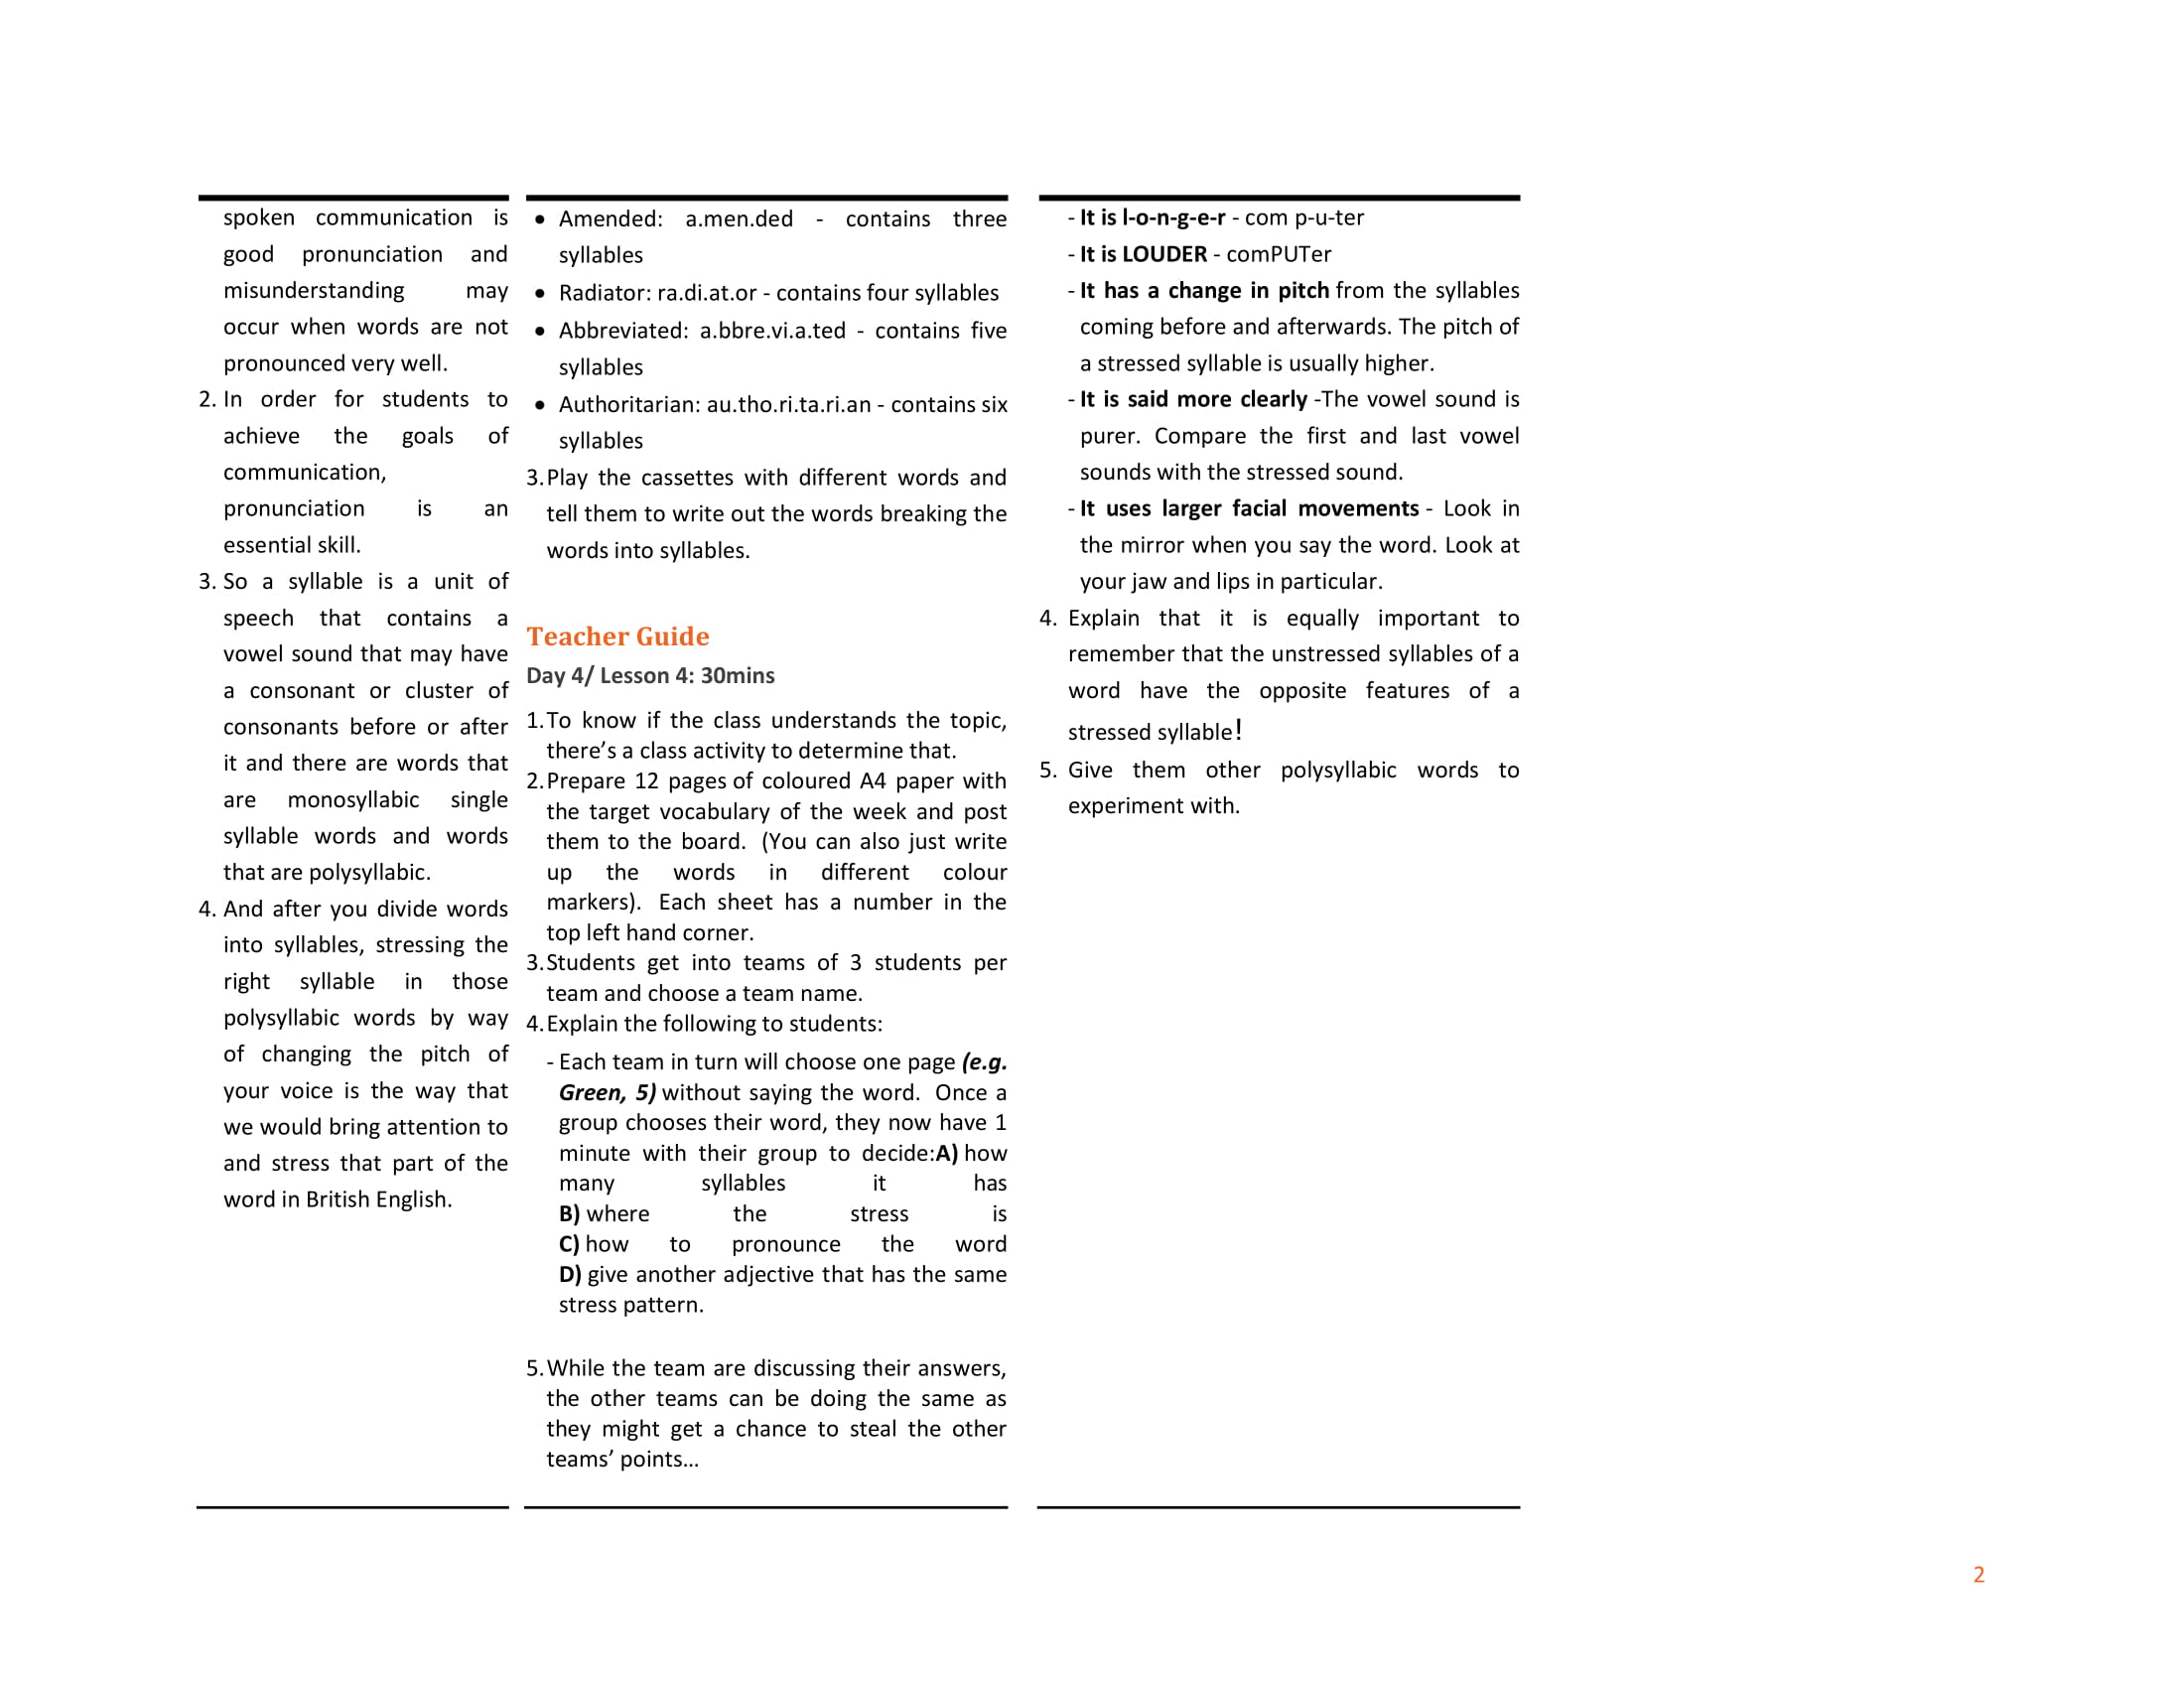 spoken communication is
good pronunciation and
misunderstanding may
occur when words are not
pronounced very well.
2. In order for students to
achieve the goals of
communication,
pronunciation is an
essential skill.
3. So a syllable is a unit of
speech that contains a
vowel sound that may have
a consonant or cluster of
consonants before or after
it and there are words that
are monosyllabic single
syllable words and words
that are polysyllabic.
4. And after you divide words
into syllables, stressing the
right syllable in those
polysyllabic words by way
of changing the pitch of
your voice is the way that
we would bring attention to
and stress that part of the
word in British English.
• Amended: a.men.ded - contains three
syllables
• Radiator: ra.di.at.or - contains four syllables
• Abbreviated: a.bbre.vi.a.ted - contains five
syllables
• Authoritarian: au.tho.ri.ta.ri.an - contains six
syllables
3.Play the cassettes with different words and
tell them to write out the words breaking the
words into syllables.
Teacher Guide
Day 4/ Lesson 4: 30mins
1.To know if the class understands the topic,
there’s a class activity to determine that.
2.Prepare 12 pages of coloured A4 paper with
the target vocabulary of the week and post
them to the board. (You can also just write
up the words in different colour
markers). Each sheet has a number in the
top left hand corner.
3.Students get into teams of 3 students per
team and choose a team name.
4.Explain the following to students:
- Each team in turn will choose one page (e.g.
Green, 5) without saying the word. Once a
group chooses their word, they now have 1
minute with their group to decide:A) how
many syllables it has
B) where the stress is
C) how to pronounce the word
D) give another adjective that has the same
stress pattern.
5.While the team are discussing their answers,
the other teams can be doing the same as
they might get a chance to steal the other
teams’ points...
- It is l-o-n-g-e-r - com p-u-ter
- It is LOUDER - comPUTer
- It has a change in pitch from the syllables
coming before and afterwards. The pitch of
a stressed syllable is usually higher.
- It is said more clearly -The vowel sound is
purer. Compare the first and last vowel
sounds with the stressed sound.
- It uses larger facial movements - Look in
the mirror when you say the word. Look at
your jaw and lips in particular.
4. Explain that it is equally important to
remember that the unstressed syllables of a
word have the opposite features of a
stressed syllable!
5. Give them other polysyllabic words to
experiment with.
2